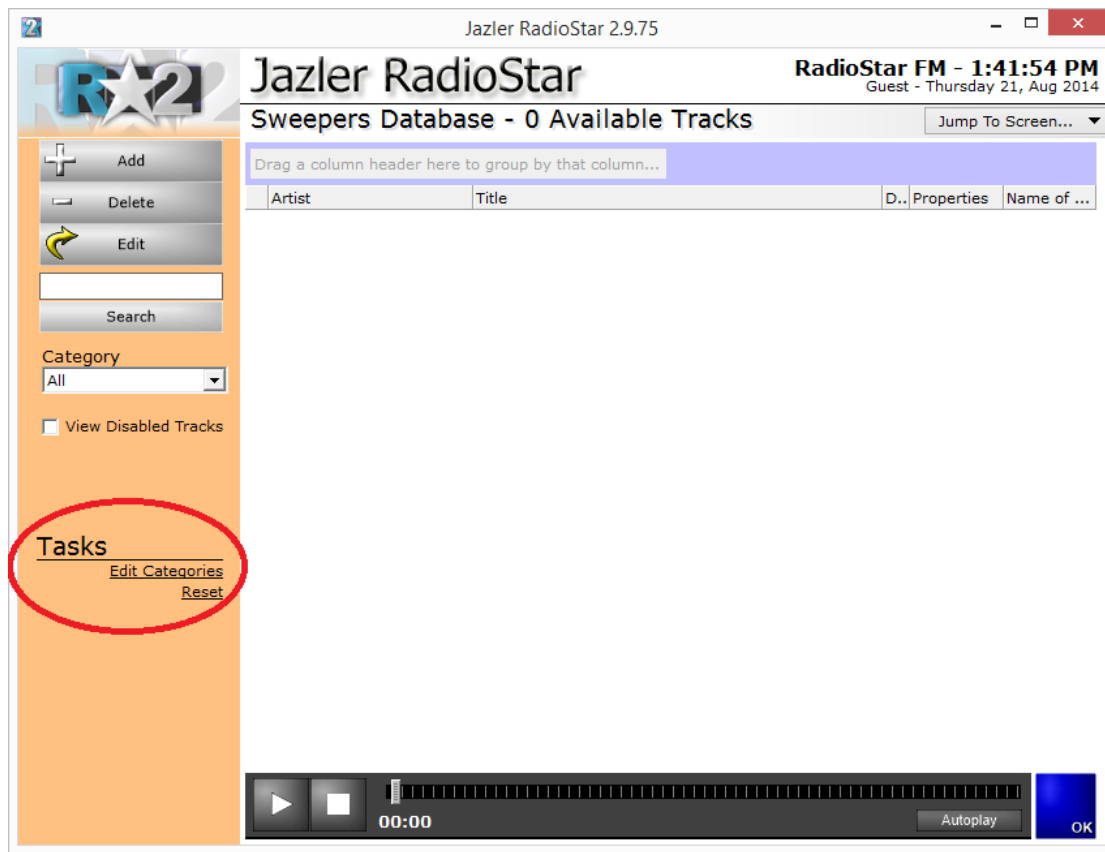 Jazler RadioStar 2.9.75
R 2
Jazler RadioStar
RadioStar FM - 1:41:54 PM
Guest - Thursday 21, Aug 2014
Sweepers Database - 0 Available Tracks
Jump To Screen...
Add
Delete
Edit
Search
Category
All
View Disabled Tracks
Tasks
Edit Categories
Reset
Drag a column header here to group by that column...
Artist Title D.. Properties Name of ...
00:00
Autoplay
OK